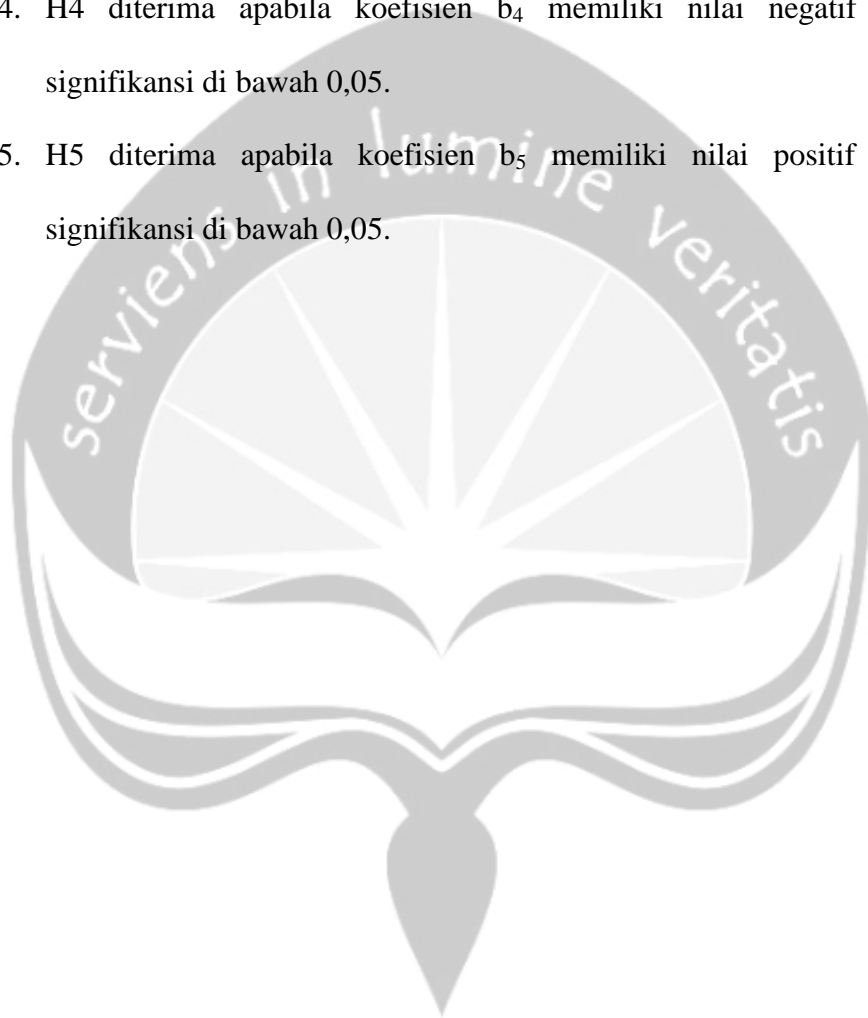 4. H4 diterima apabila koefisien b₄ memiliki nilai negatif
signifikansi di bawah 0,05.
5. H5 diterima apabila koefisien b₅ memiliki nilai positif
signifikansi di bawah 0,05.
serviens in lumine veritatis